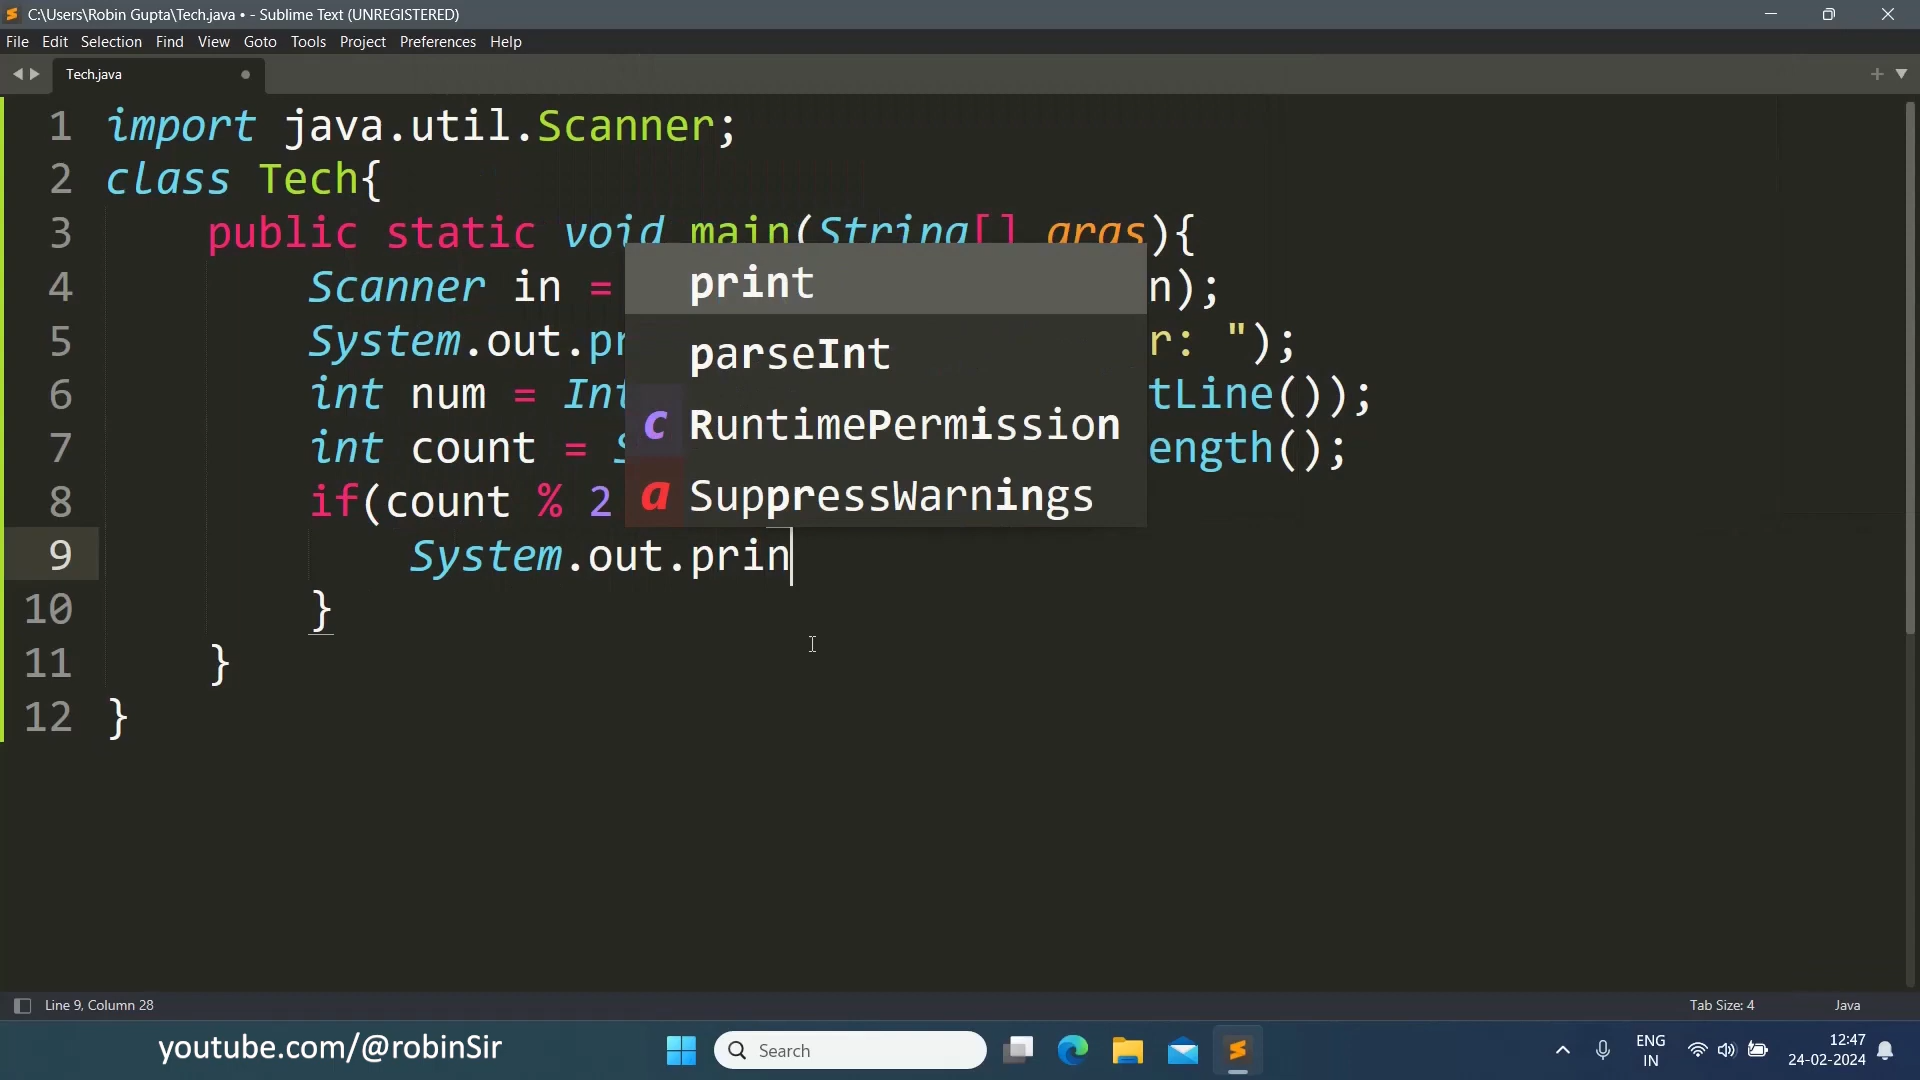 C:\Users\Robin Gupta\Tech.java • - Sublime Text (UNREGISTERED)
File Edit Selection Find View Goto Tools Project Preferences Help
Tech.java
1 import java.util.Scanner;
2 class Tech{
3 public static void main(String[] args){
4 Scanner in = n);
5 System.out.pr r: ");
6 int num = Int tLine());
7 int count = S ength();
8 if(count % 2
9 System.out.prin
10 }
11 }
12 }
print
parseInt
c RuntimePermission
a SuppressWarnings
Line 9, Column 28 Tab Size: 4 Java
youtube.com/@robinSir
Search
ENG
IN
12:47
24-02-2024